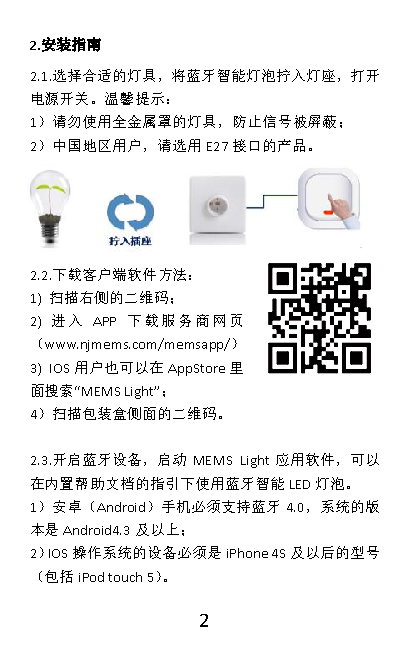 2.安装指南
2.1.选择合适的灯具，将蓝牙智能灯泡拧入灯座，打开
电源开关。温馨提示：
1）请勿使用全金属罩的灯具，防止信号被屏蔽；
2）中国地区用户，请选用 E27 接口的产品。
拧入插座
2.2.下载客户端软件方法：
1) 扫描右侧的二维码；
2) 进入 APP 下载服务商网页
（www.njmems.com/memsapp/）
3) IOS 用户也可以在 AppStore 里
面搜索“MEMS Light”；
4）扫描包装盒侧面的二维码。
2.3.开启蓝牙设备，启动 MEMS Light 应用软件，可以
在内置帮助文档的指引下使用蓝牙智能 LED 灯泡。
1）安卓（Android）手机必须支持蓝牙 4.0，系统的版
本是 Android4.3 及以上；
2）IOS 操作系统的设备必须是 iPhone 4S 及以后的型号
（包括 iPod touch 5）。
2